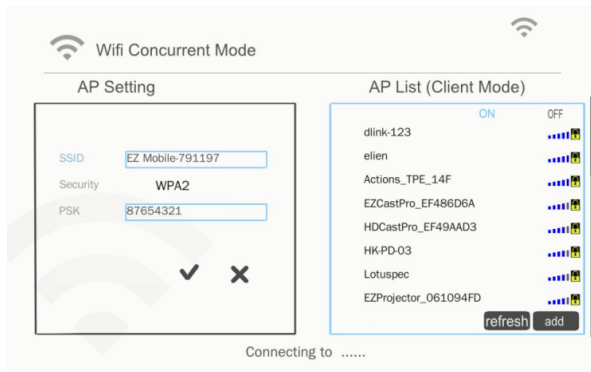 Wifi Concurrent Mode
AP Setting
SSID EZ Mobile-791197
Security WPA2
PSK 87654321
AP List (Client Mode)
ON OFF
dlink-123
elien
Actions_TPE_14F
EZCastPro_EF486D6A
HDCastPro_EF49AAD3
HK-PD-03
Lotuspec
EZProjector_061094FD
refresh add
Connecting to ......